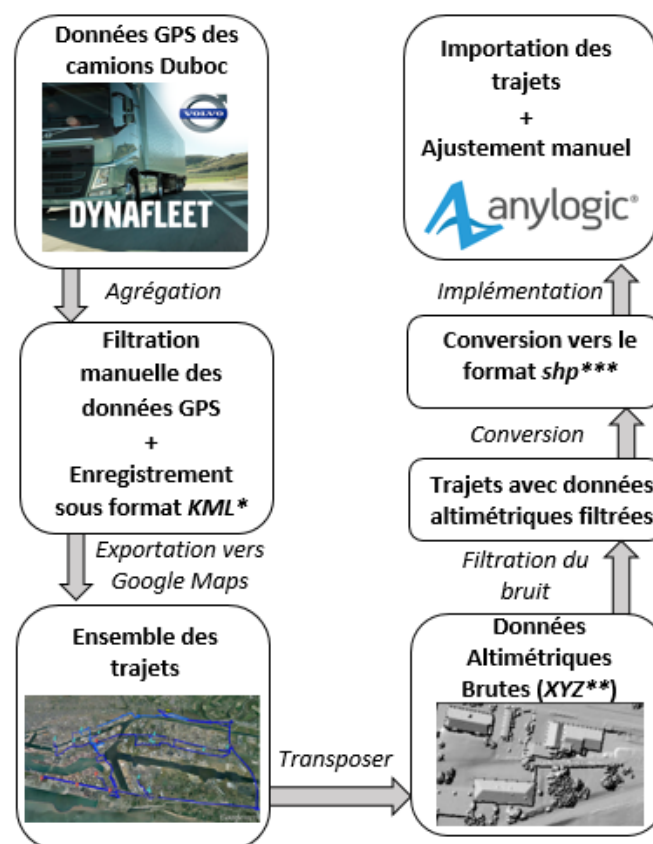 Données GPS des
camions Duboc
VOLVO
DYNAFLEET
Agrégation
Filtration
manuelle des
données GPS
+
Enregistrement
sous format KML*
Exportation vers
Google Maps
Ensemble des
trajets
Transposer
Données
Altimétriques
Brutes (XYZ**)
Filtration du
bruit
Trajets avec données
altimétriques filtrées
Conversion
Conversion vers le
format shp***
Implémentation
Importation des
trajets
+
Ajustement manuel
anylogic®